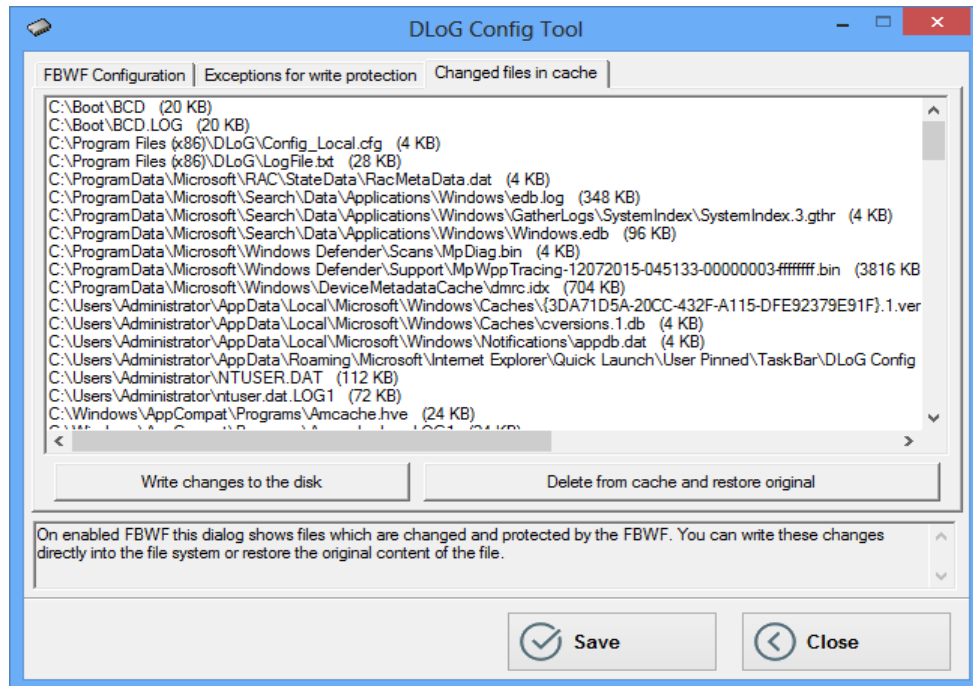 DLoG Config Tool
FBWF Configuration Exceptions for write protection Changed files in cache
C:\Boot\BCD (20 KB)
C:\Boot\BCD.LOG (20 KB)
C:\Program Files (x86)\DLoG\Config_Local.cfg (4 KB)
C:\Program Files (x86)\DLoG\LogFile.txt (28 KB)
C:\ProgramData\Microsoft\RAC\StateData\RacMetaData.dat (4 KB)
C:\ProgramData\Microsoft\Search\Data\Applications\Windows\edb.log (348 KB)
C:\ProgramData\Microsoft\Search\Data\Applications\Windows\GatherLogs\SystemIndex\SystemIndex.3.gthr (4 KB)
C:\ProgramData\Microsoft\Search\Data\Applications\Windows\Windows.edb (96 KB)
C:\ProgramData\Microsoft\Windows Defender\Scans\MpDiag.bin (4 KB)
C:\ProgramData\Microsoft\Windows Defender\Support\MpWppTracing-12072015-045133-00000003-ffffffff.bin (3816 KB
C:\ProgramData\Microsoft\Windows\DeviceMetadataCache\dmrc.idx (704 KB)
C:\Users\Administrator\AppData\Local\Microsoft\Windows\Caches\{3DA71D5A-20CC-432F-A115-DFE92379E91F}.1.ver
C:\Users\Administrator\AppData\Local\Microsoft\Windows\Caches\cversions.1.db (4 KB)
C:\Users\Administrator\AppData\Local\Microsoft\Windows\Notifications\appdb.dat (4 KB)
C:\Users\Administrator\AppData\Roaming\Microsoft\Internet Explorer\Quick Launch\User Pinned\TaskBar\DLoG Config
C:\Users\Administrator\NTUSER.DAT (112 KB)
C:\Users\Administrator\ntuser.dat.LOG1 (72 KB)
C:\Windows\AppCompat\Programs\Amcache.hve (24 KB)
Write changes to the disk Delete from cache and restore original
On enabled FBWF this dialog shows files which are changed and protected by the FBWF. You can write these changes
directly into the file system or restore the original content of the file.
Save Close